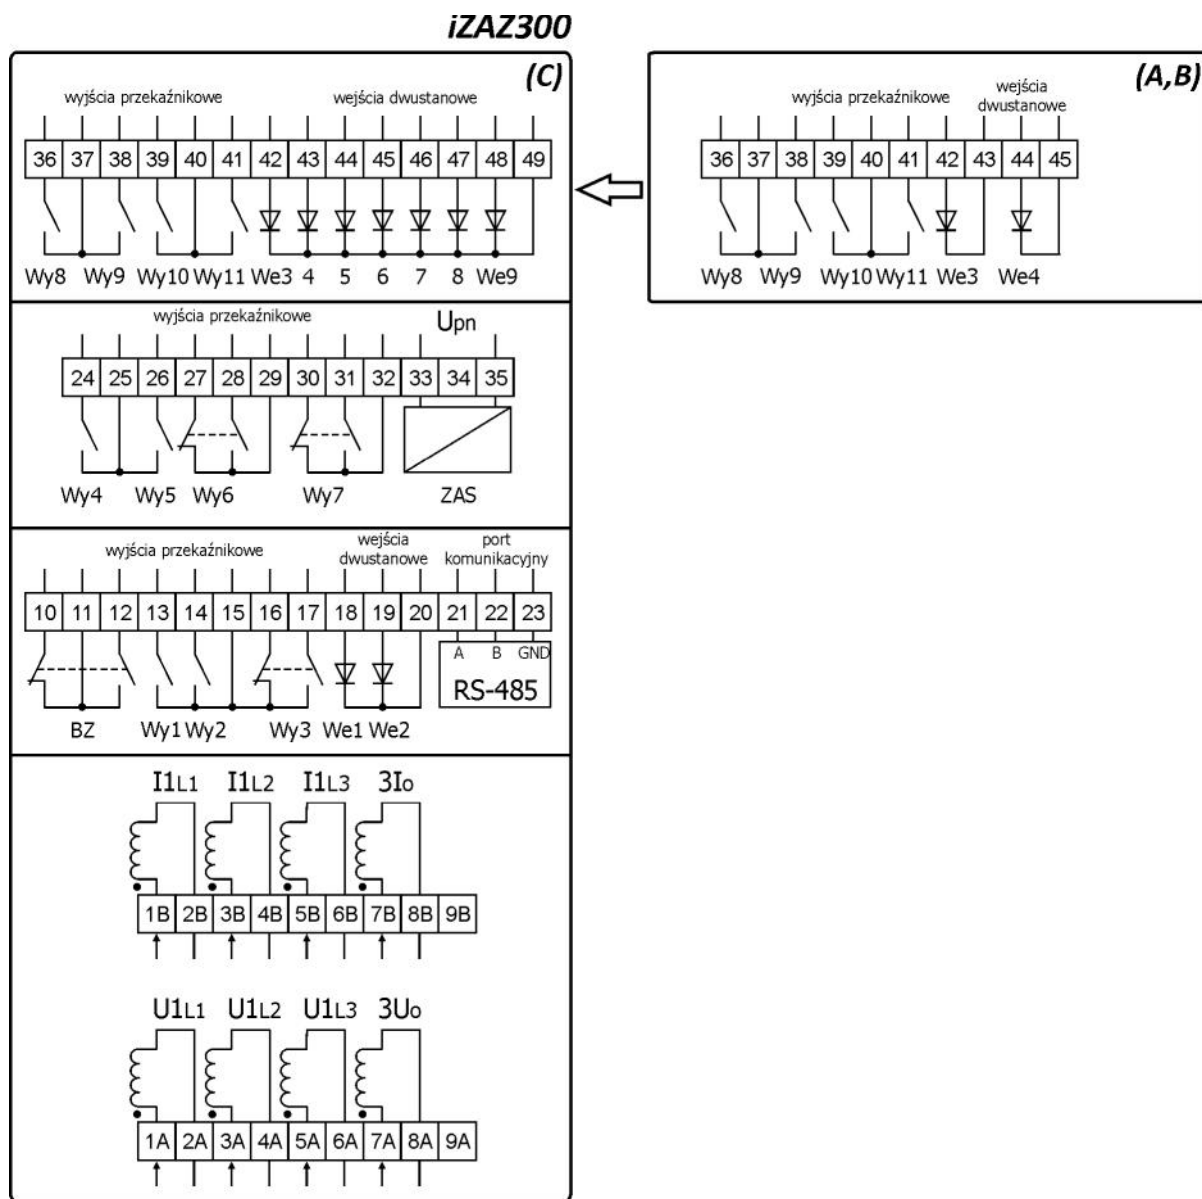 iZAZ300
(C)
wyjścia przekaźnikowe wejścia dwustanowe
36 37 38 39 40 41 42 43 44 45 46 47 48 49
Wy8 Wy9 Wy10 Wy11 We3 4 5 6 7 8 We9
(A,B)
wyjścia przekaźnikowe wejścia
dwustanowe
36 37 38 39 40 41 42 43 44 45
Wy8 Wy9 Wy10 Wy11 We3 We4
wyjścia przekaźnikowe Upn
24 25 26 27 28 29 30 31 32 33 34 35
Wy4 Wy5 Wy6 Wy7 ZAS
wyjścia przekaźnikowe wejścia port
dwustanowe komunikacyjny
10 11 12 13 14 15 16 17 18 19 20 21 22 23
A B GND
RS-485
BZ Wy1 Wy2 Wy3 We1 We2
I1L1 I1L2 I1L3 3Io
1B 2B 3B 4B 5B 6B 7B 8B 9B
U1L1 U1L2 U1L3 3Uo
1A 2A 3A 4A 5A 6A 7A 8A 9A